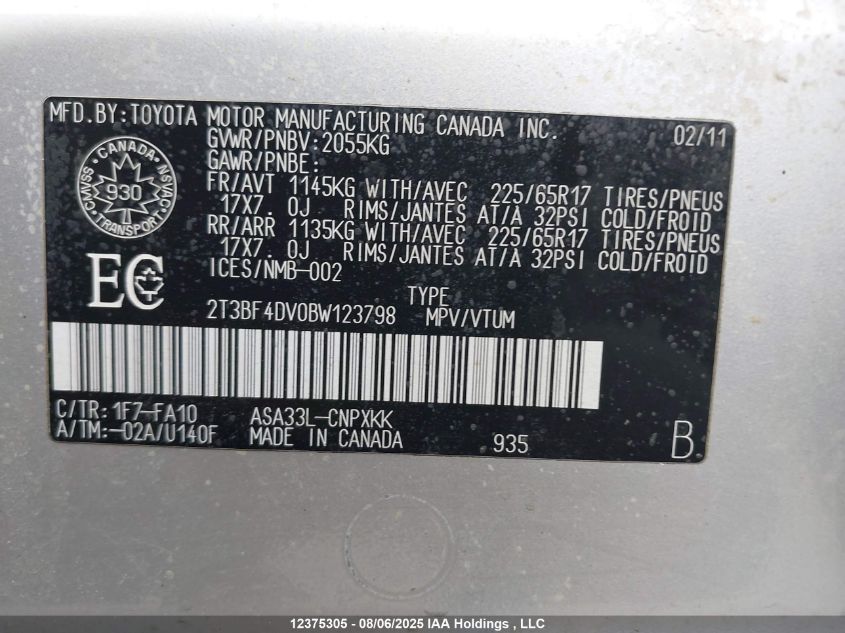 MFD.BY:TOYOTA MOTOR MANUFACTURING CANADA INC. 02/11
GVWR/PNBV:2055KG
GAWR/PNBE:
FR/AVT 1145KG WITH/AVEC 225/65R17 TIRES/PNEUS
17X7.0J RIMS/JANTES AT/A 32PSI COLD/FROID
RR/ARR 1135KG WITH/AVEC 225/65R17 TIRES/PNEUS
17X7.0J RIMS/JANTES AT/A 32PSI COLD/FROID
ICES/NMB-002
CANADA
CMVSS NSVAC
930
TRANSPORT
EC
TYPE
2T3BF4DV0BW123798 MPV/VTUM
C/TR: 1F7-FA10 ASA33L-CNPXKK
A/TM:-02A/U140F MADE IN CANADA 935 B
12375305 - 08/06/2025 IAA Holdings , LLC